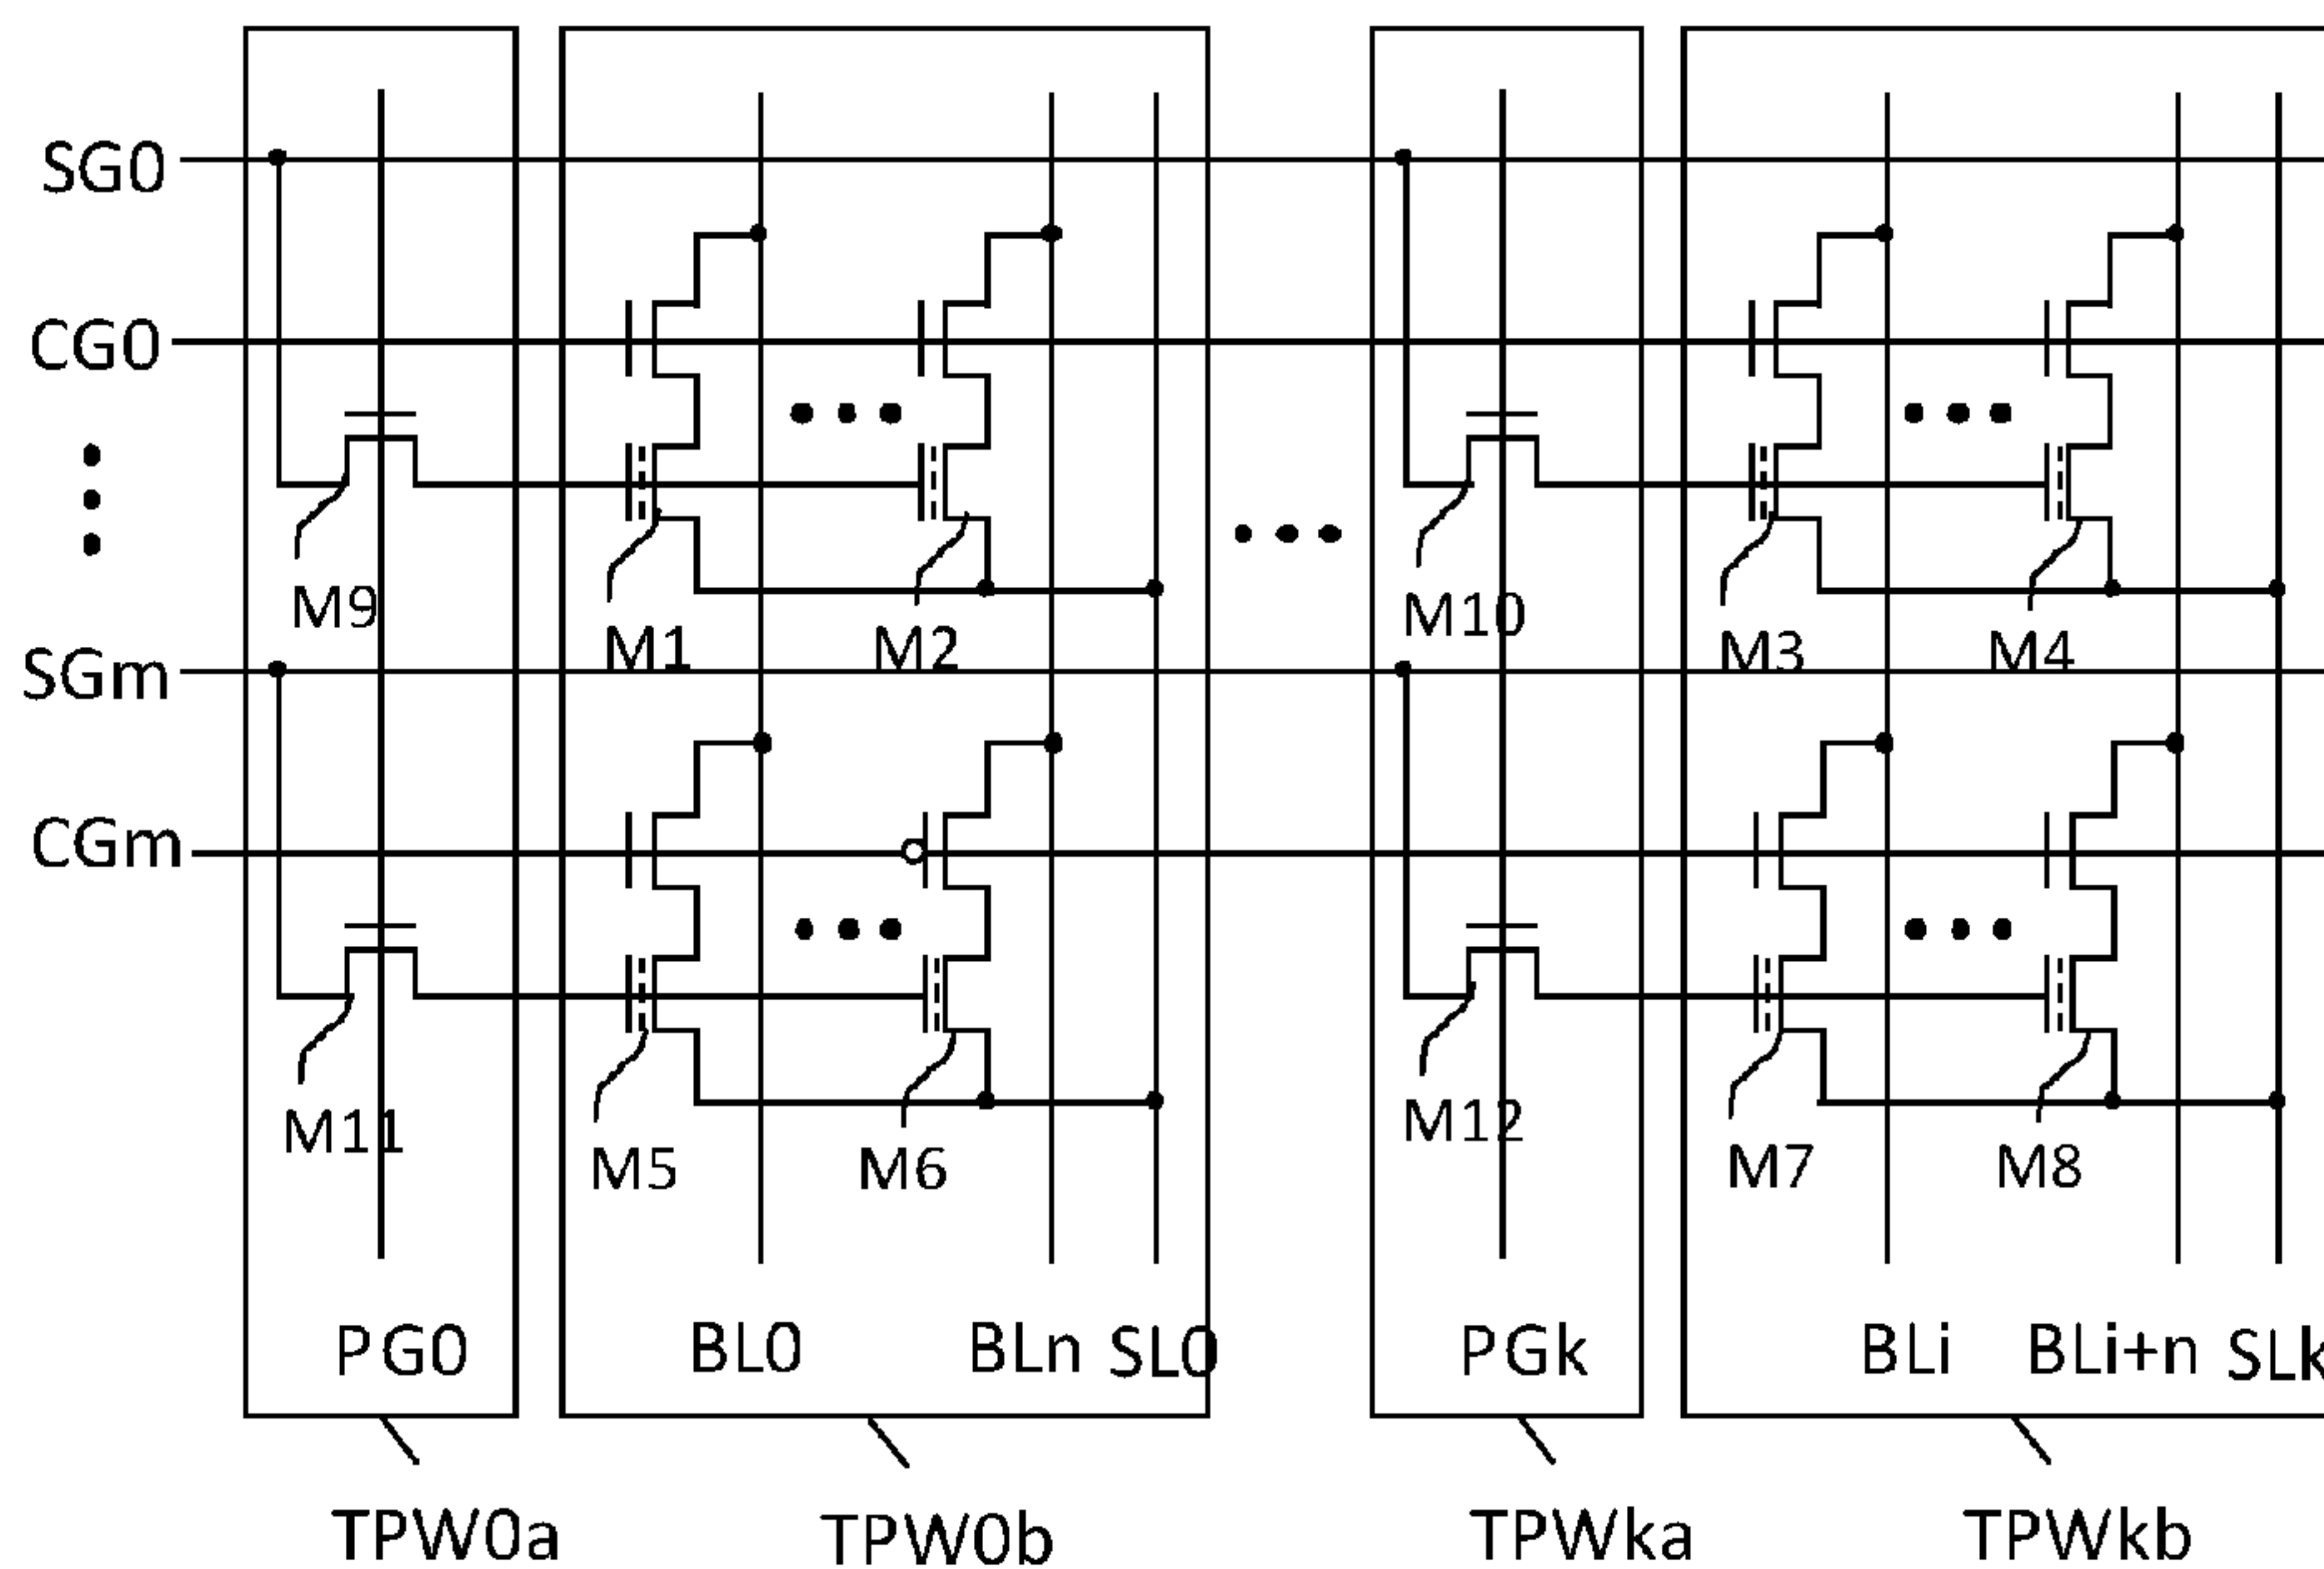 SG0
CG0
M9
M1
M2
M10
M3
M4
SGm
CGm
M11
M5
M6
M12
M7
M8
PG0
BL0
BLn
SL0
PGk
BLi
BLi+n
SLk
TPW0a
TPW0b
TPWka
TPWkb